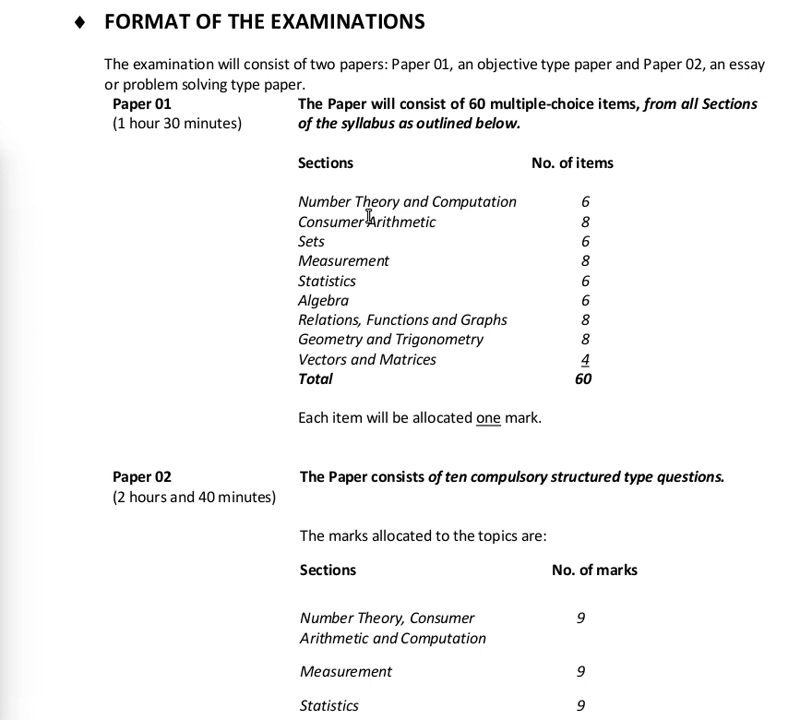 ♦ FORMAT OF THE EXAMINATIONS
The examination will consist of two papers: Paper 01, an objective type paper and Paper 02, an essay
or problem solving type paper.
Paper 01 The Paper will consist of 60 multiple-choice items, from all Sections
(1 hour 30 minutes) of the syllabus as outlined below.
Sections No. of items
Number Theory and Computation 6
Consumer Arithmetic 8
Sets 6
Measurement 8
Statistics 6
Algebra 6
Relations, Functions and Graphs 8
Geometry and Trigonometry 8
Vectors and Matrices 4
Total 60
Each item will be allocated one mark.
Paper 02 The Paper consists of ten compulsory structured type questions.
(2 hours and 40 minutes)
The marks allocated to the topics are:
Sections No. of marks
Number Theory, Consumer 9
Arithmetic and Computation
Measurement 9
Statistics 9